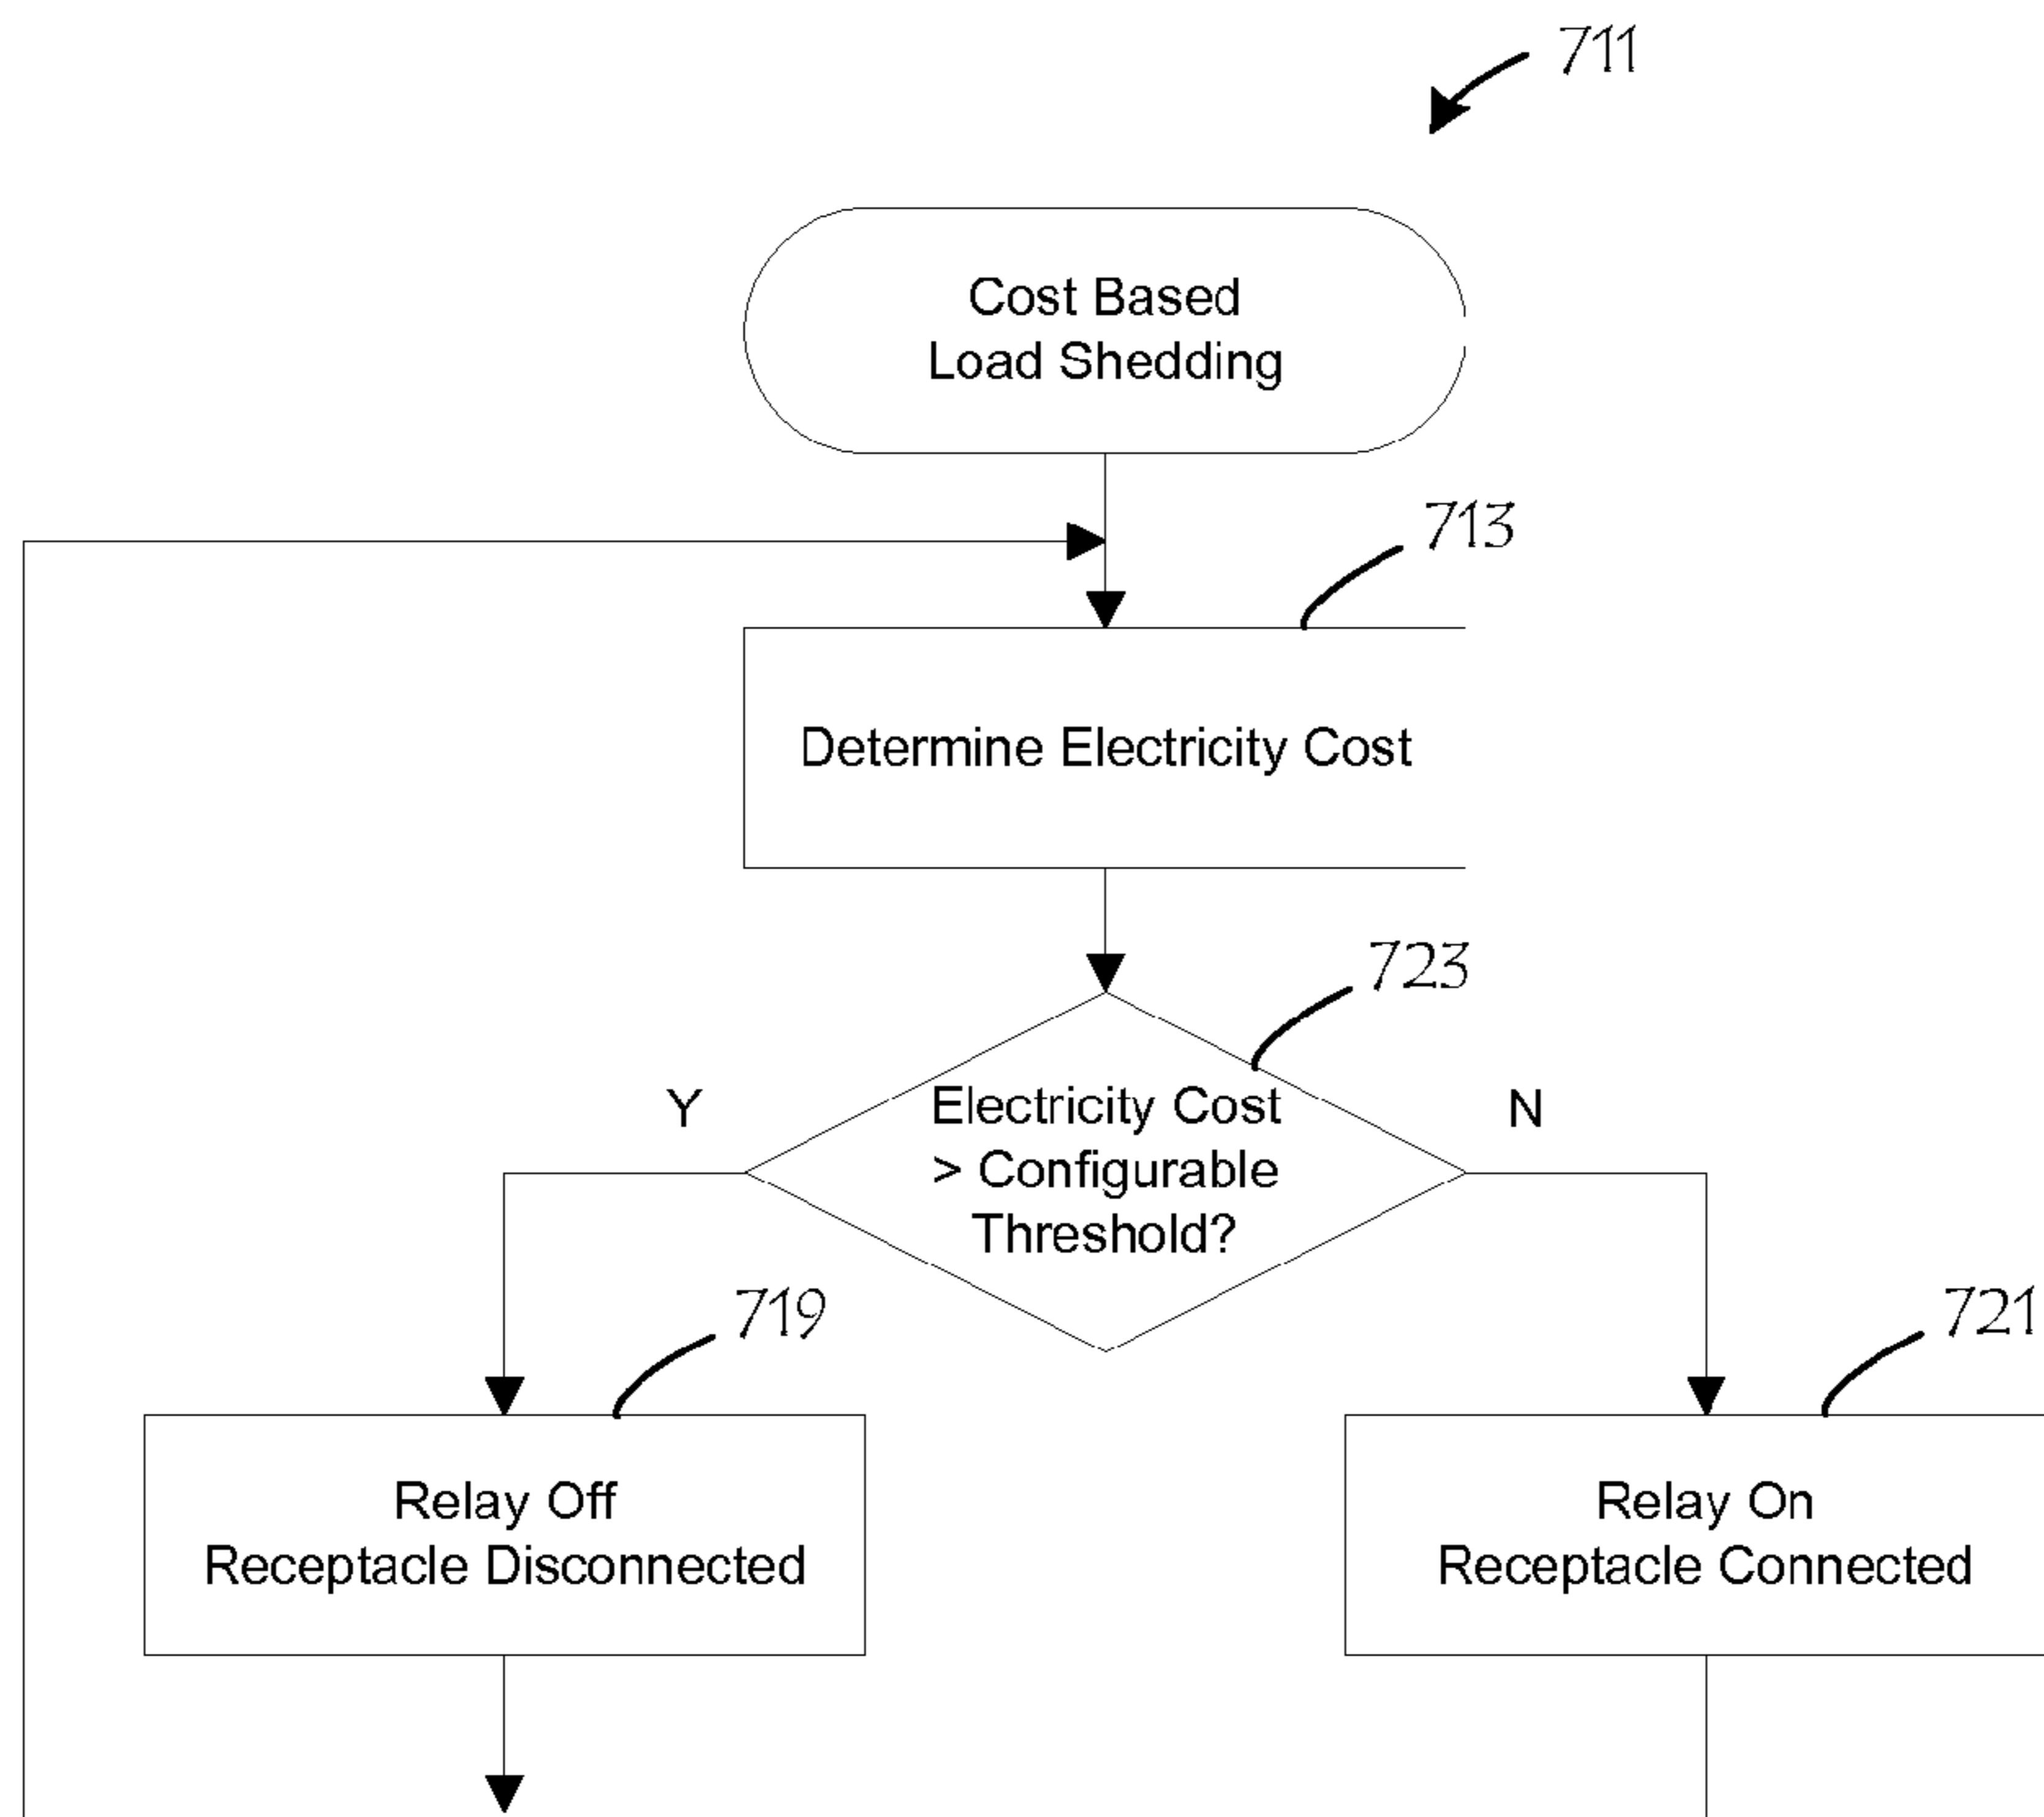 711
Cost Based
Load Shedding
713
Determine Electricity Cost
723
Y
Electricity Cost
> Configurable
Threshold?
N
719
721
Relay Off
Receptacle Disconnected
Relay On
Receptacle Connected